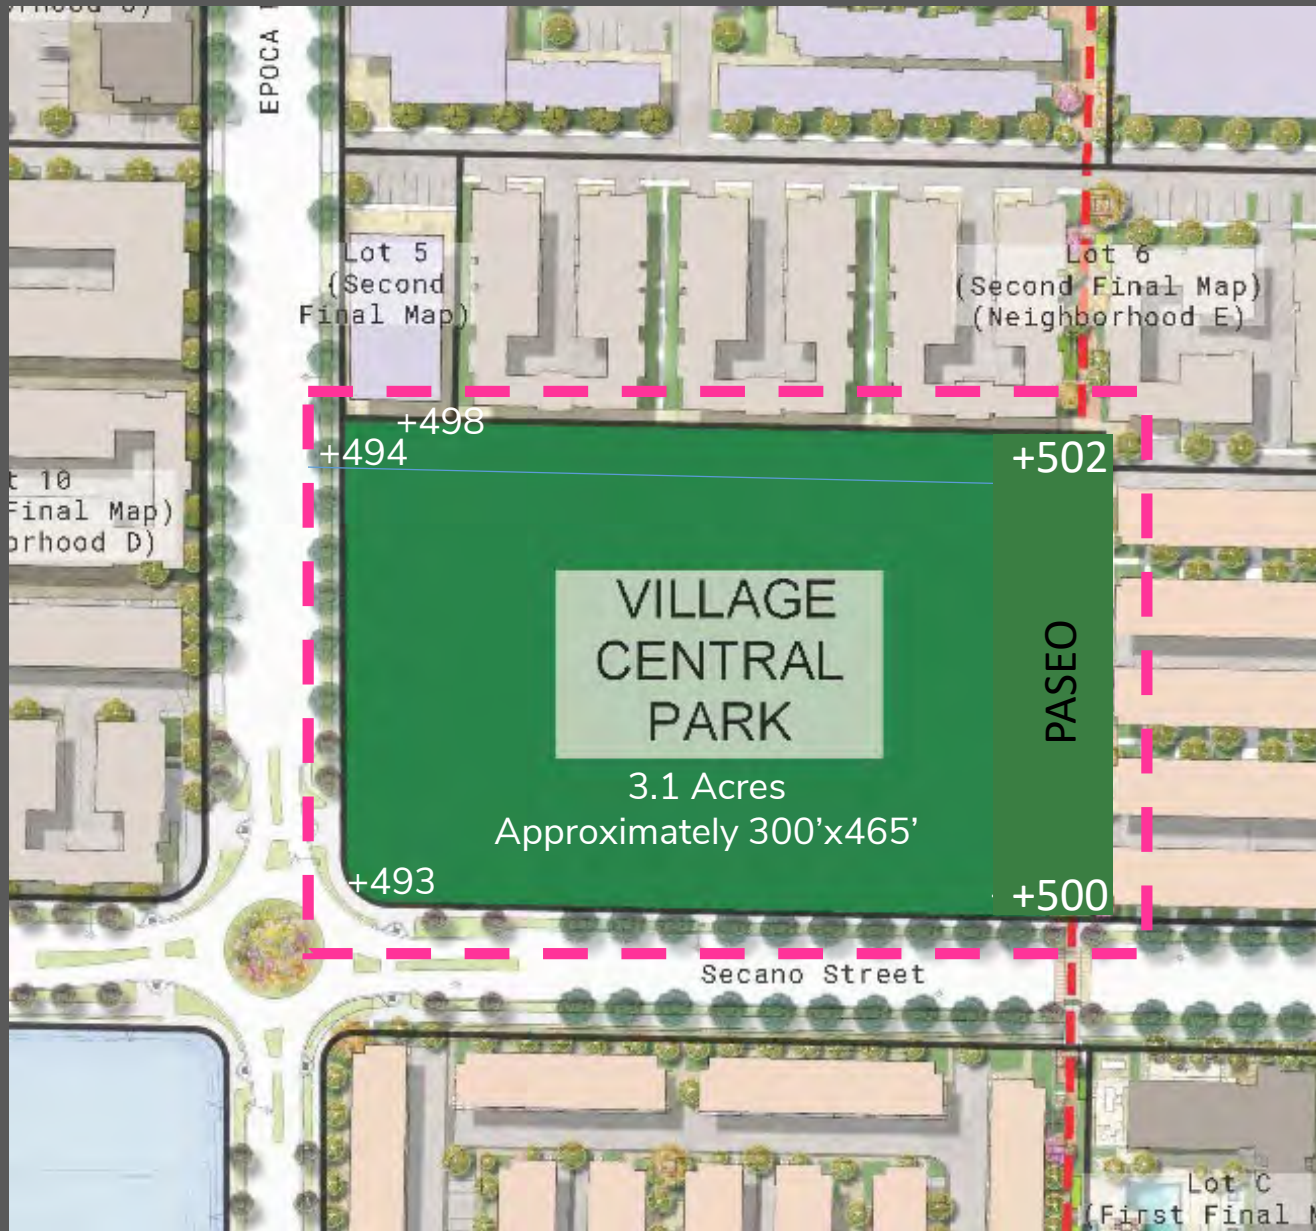 EPOCA
Lot 5
(Second
Final Map)
Lot 6
(Second Final Map)
(Neighborhood E)
+498
+494
+502
10
Final Map)
D)
VILLAGE
CENTRAL
PARK
PASEO
3.1 Acres
Approximately 300'x465'
+493
+500
Secano Street
Lot C
(First Final